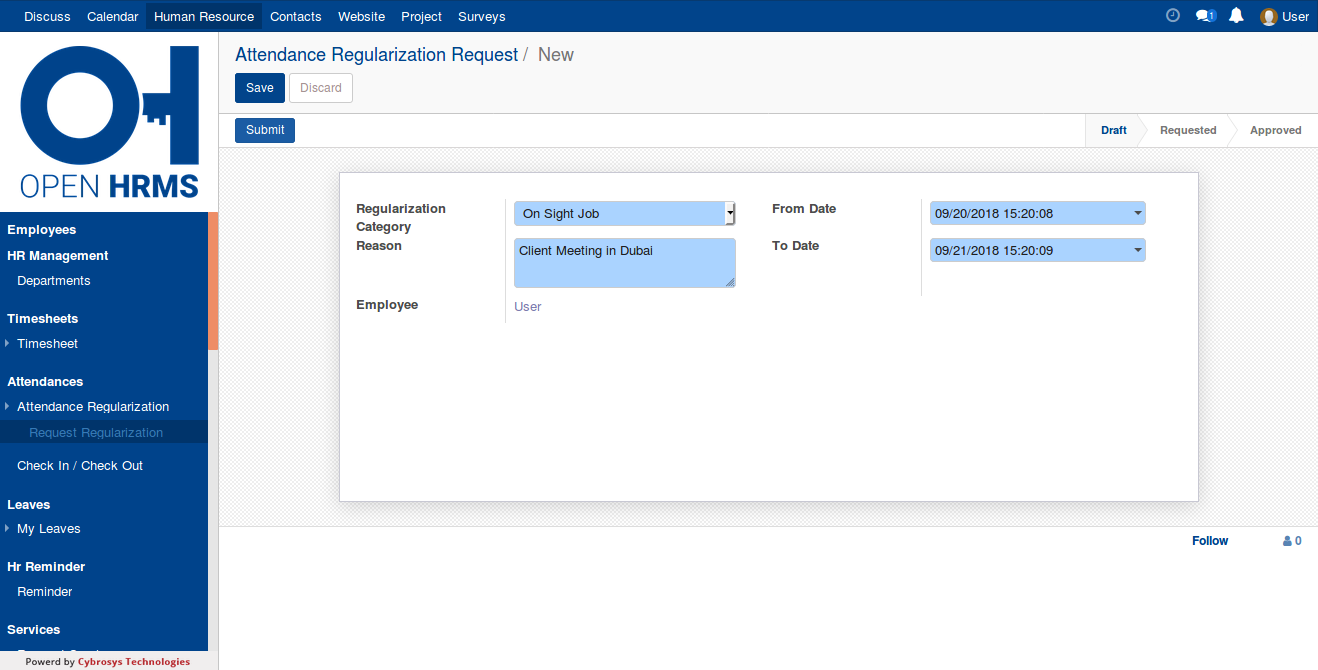 Discuss Calendar Human Resource Contacts Website Project Surveys 1 User
OPEN HRMS
Attendance Regularization Request / New
Save Discard
Submit
Draft Requested Approved
Employees
HR Management
Departments
Timesheets
Timesheet
Attendances
Attendance Regularization
Request Regularization
Check In / Check Out
Leaves
My Leaves
Hr Reminder
Reminder
Services
Powerd by Cybrosys Technologies
Regularization
Category
On Sight Job
Reason
Client Meeting in Dubai
Employee
User
From Date
09/20/2018 15:20:08
To Date
09/21/2018 15:20:09
Follow 0